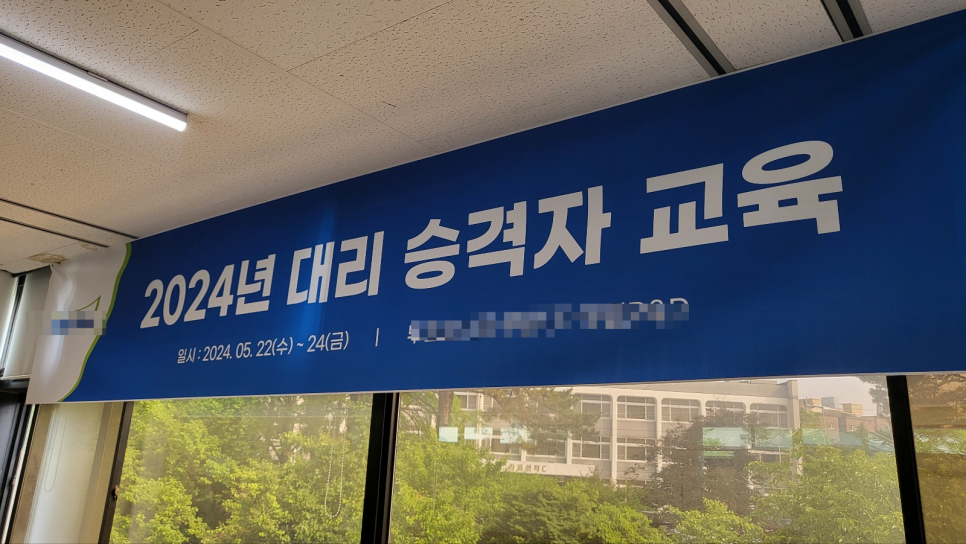 2024년 대리 승격자 교육
일시 : 2024. 05. 22(수) ~ 24(금) |